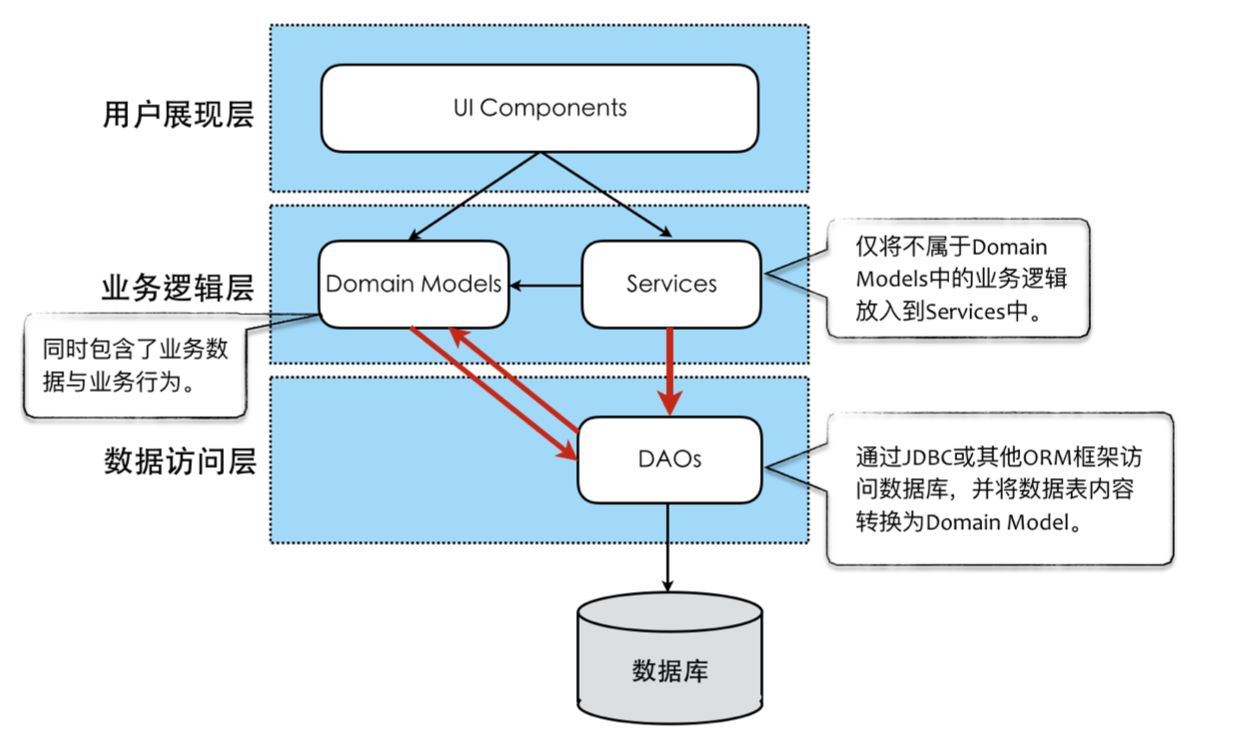 用户展现层
UI Components
业务逻辑层
Domain Models
Services
仅将不属于Domain
Models中的业务逻辑
放入到Services中。
同时包含了业务数
据与业务行为。
数据访问层
DAOs
通过JDBC或其他ORM框架访
问数据库，并将数据表内容
转换为Domain Model。
数据库